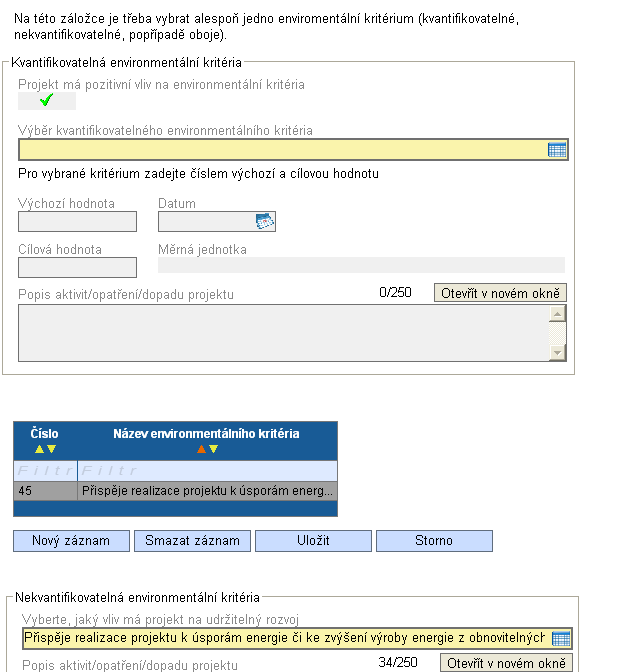 Na této záložce je třeba vybrat alespoň jedno enviromentální kritérium (kvantifikovatelné,
nekvantifikovatelné, popřípadě oboje).
Kvantifikovatelná environmentální kritéria
Projekt má pozitivní vliv na environmentální kritéria
Výběr kvantifikovatelného environmentálního kritéria
Pro vybrané kritérium zadejte číslem výchozí a cílovou hodnotu
Výchozí hodnota Datum
Cílová hodnota Měrná jednotka
Popis aktivit/opatření/dopadu projektu 0/250 Otevřít v novém okně
Číslo Název environmentálního kritéria
Filtr Filtr
45 Přispěje realizace projektu k úsporám energ...
Nový záznam Smazat záznam Uložit Storno
Nekvantifikovatelná environmentální kritéria
Vyberte, jaký vliv má projekt na udržitelný rozvoj
Přispěje realizace projektu k úsporám energie či ke zvýšení výroby energie z obnovitelných
Popis aktivit/opatření/dopadu projektu 34/250 Otevřít v novém okně